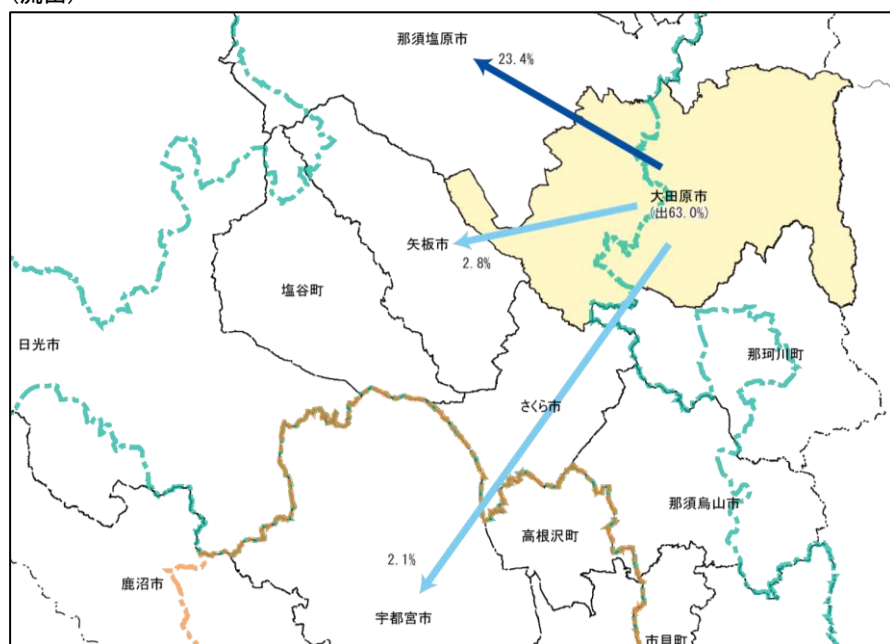 那須塩原市
23.4%
大田原市
(出63.0%)
矢板市
2.8%
塩谷町
日光市
那珂川町
さくら市
那須烏山市
高根沢町
2.1%
鹿沼市
宇都宮市
市貝町